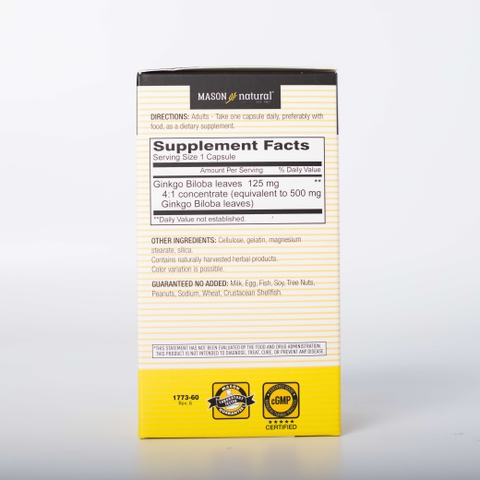 MASON natural
DIRECTIONS: Adults - Take one capsule daily, preferably with
food, as a dietary supplement.
Supplement Facts
Serving Size 1 Capsule
Amount Per Serving % Daily Value
Ginkgo Biloba leaves 125 mg **
4:1 concentrate (equivalent to 500 mg
Ginkgo Biloba leaves)
**Daily Value not established.
OTHER INGREDIENTS: Cellulose, gelatin, magnesium
stearate, silica.
Contains naturally harvested herbal products.
Color variation is possible.
GUARANTEED NO ADDED: Milk, Egg, Fish, Soy, Tree Nuts,
Peanuts, Sodium, Wheat, Crustacean Shellfish.
*THIS STATEMENT HAS NOT BEEN EVALUATED BY THE FOOD AND DRUG ADMINISTRATION.
THIS PRODUCT IS NOT INTENDED TO DIAGNOSE, TREAT, CURE, OR PREVENT ANY DISEASE.
1773-60
MASON
GUARANTEE
cGMP
CERTIFIED